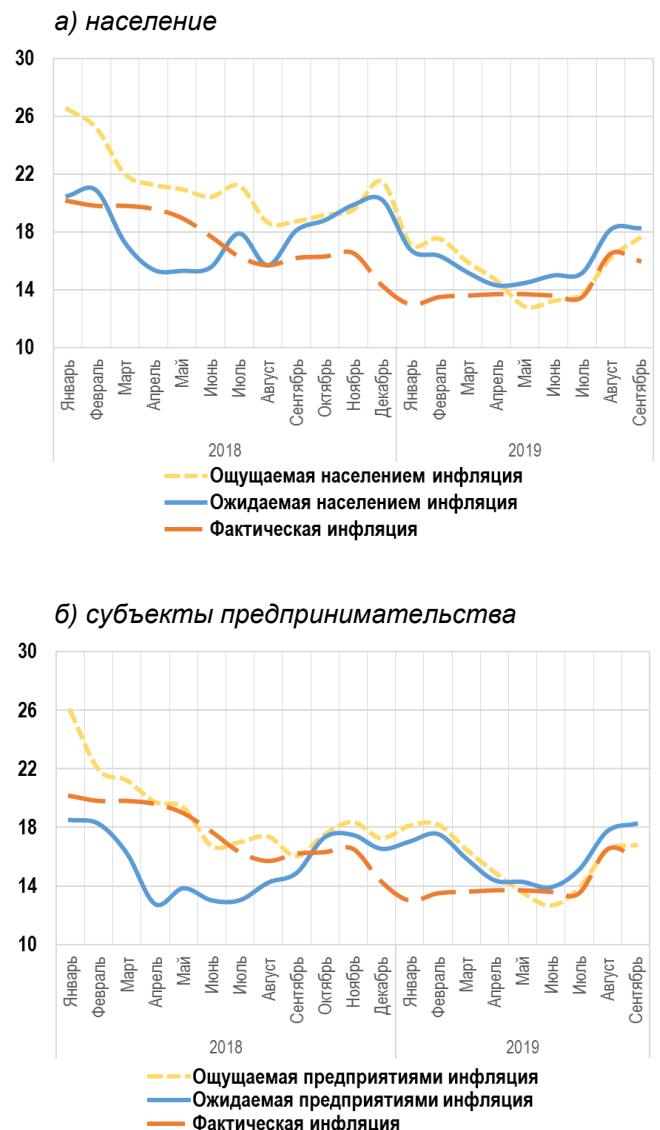 а) население
30
26
22
18
14
10
Январь
Февраль
Март
Апрель
Май
Июнь
Июль
Август
Сентябрь
Октябрь
Ноябрь
Декабрь
Январь
Февраль
Март
Апрель
Май
Июнь
Июль
Август
Сентябрь
2018
2019
Ощущаемая населением инфляция
Ожидаемая населением инфляция
Фактическая инфляция
б) субъекты предпринимательства
30
26
22
18
14
10
Январь
Февраль
Март
Апрель
Май
Июнь
Июль
Август
Сентябрь
Октябрь
Ноябрь
Декабрь
Январь
Февраль
Март
Апрель
Май
Июнь
Июль
Август
Сентябрь
2018
2019
Ощущаемая предприятиями инфляция
Ожидаемая предприятиями инфляция
Фактическая инфляция